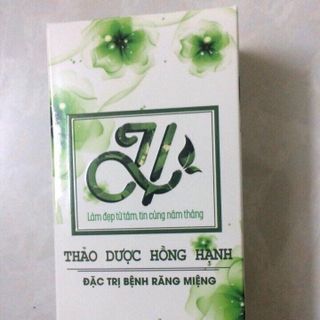 Làm đẹp từ tâm, tin cùng năm tháng
THẢO DƯỢC HỒNG HẠNH
ĐẶC TRỊ BỆNH RĂNG MIỆNG